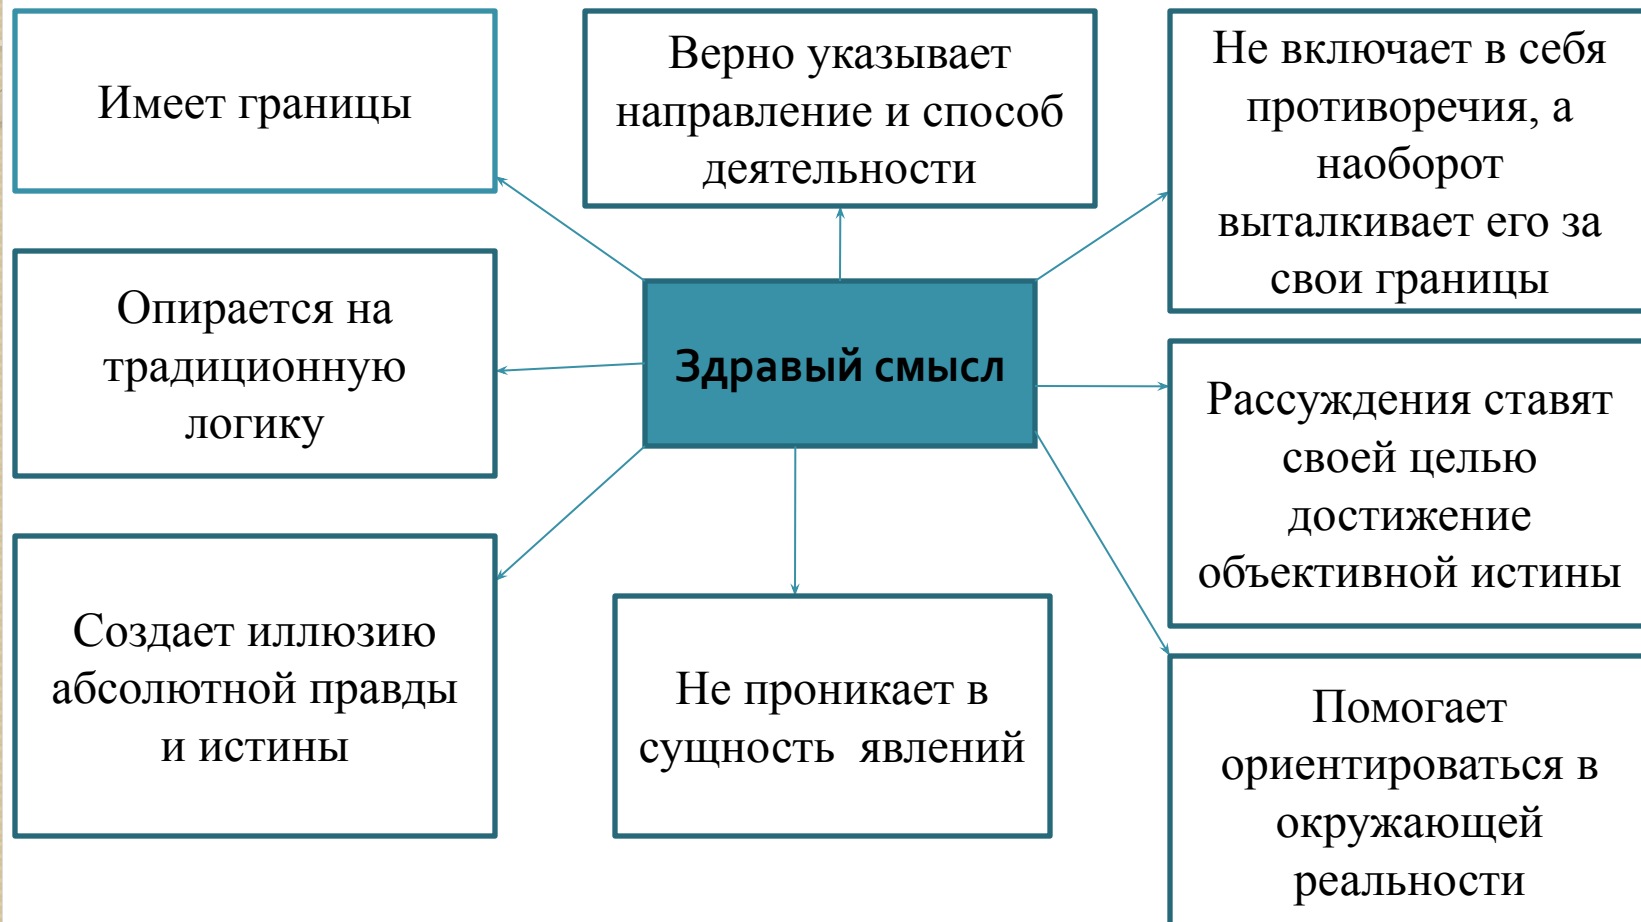 Имеет границы
Верно указывает
направление и способ
деятельности
Не включает в себя
противоречия, а
наоборот
выталкивает его за
свои границы
Опирается на
традиционную
логику
Здравый смысл
Рассуждения ставят
своей целью
достижение
объективной истины
Создает иллюзию
абсолютной правды
и истины
Не проникает в
сущность явлений
Помогает
ориентироваться в
окружающей
реальности